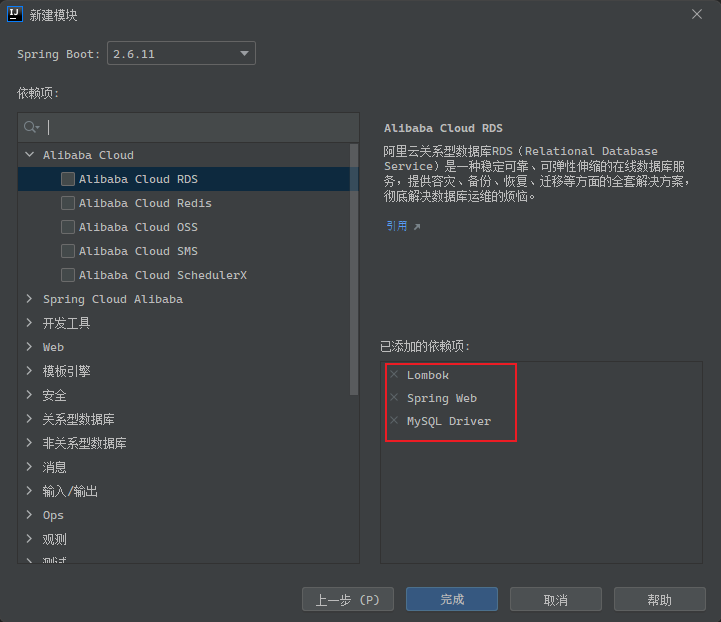 新建模块
Spring Boot: 2.6.11
依赖项:
Alibaba Cloud
Alibaba Cloud RDS
Alibaba Cloud Redis
Alibaba Cloud OSS
Alibaba Cloud SMS
Alibaba Cloud SchedulerX
Spring Cloud Alibaba
开发工具
Web
模板引擎
安全
关系型数据库
非关系型数据库
消息
输入/输出
Ops
观测
测试
Alibaba Cloud RDS
阿里云关系型数据库RDS（Relational Database
Service）是一种稳定可靠、可弹性伸缩的在线数据库服
务，提供容灾、备份、恢复、迁移等方面的全套解决方案，
彻底解决数据库运维的烦恼。
引用
已添加的依赖项:
Lombok
Spring Web
MySQL Driver
上一步 (P)
完成
取消
帮助